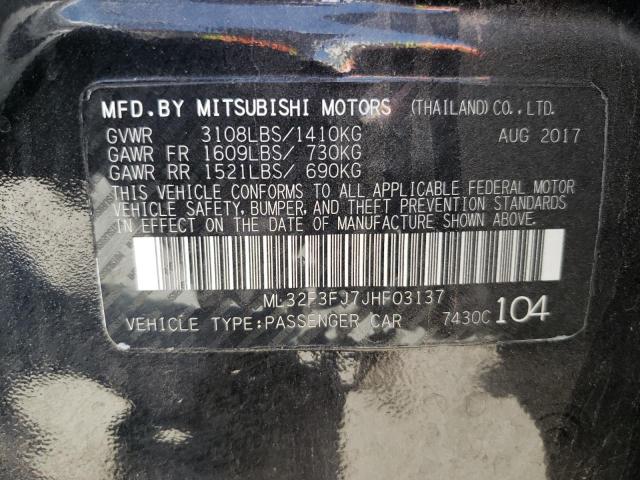 MFD.BY MITSUBISHI MOTORS (THAILAND)CO.,LTD.
GVWR 3108LBS/1410KG AUG 2017
GAWR FR 1609LBS/ 730KG
GAWR RR 1521LBS/ 690KG
THIS VEHICLE CONFORMS TO ALL APPLICABLE FEDERAL MOTOR
VEHICLE SAFETY, BUMPER, AND THEFT PREVENTION STANDARDS
IN EFFECT ON THE DATE OF MANUFACTURE SHOWN ABOVE.
ML32F3FJ7JHF03137
VEHICLE TYPE:PASSENGER CAR 7430C 104